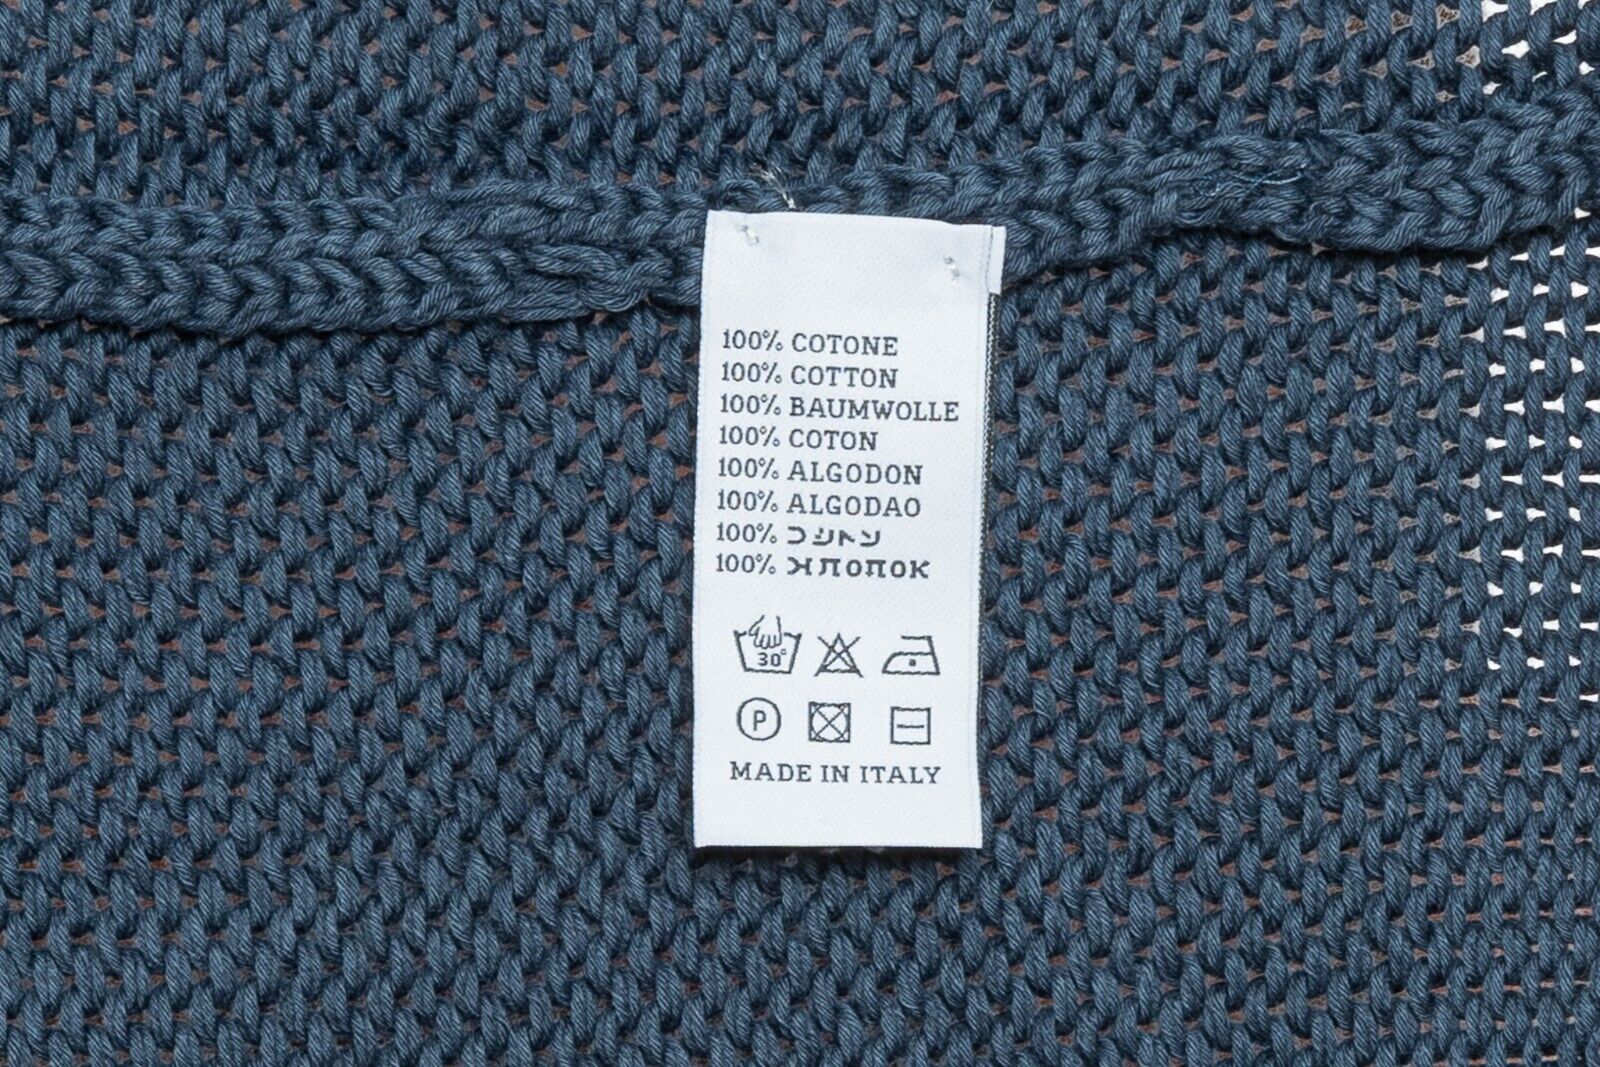 100% COTONE
100% COTTON
100% BAUMWOLLE
100% COTON
100% ALGODON
100% ALGODAO
100% コットン
100% ХЛОПОК
30°
P
MADE IN ITALY